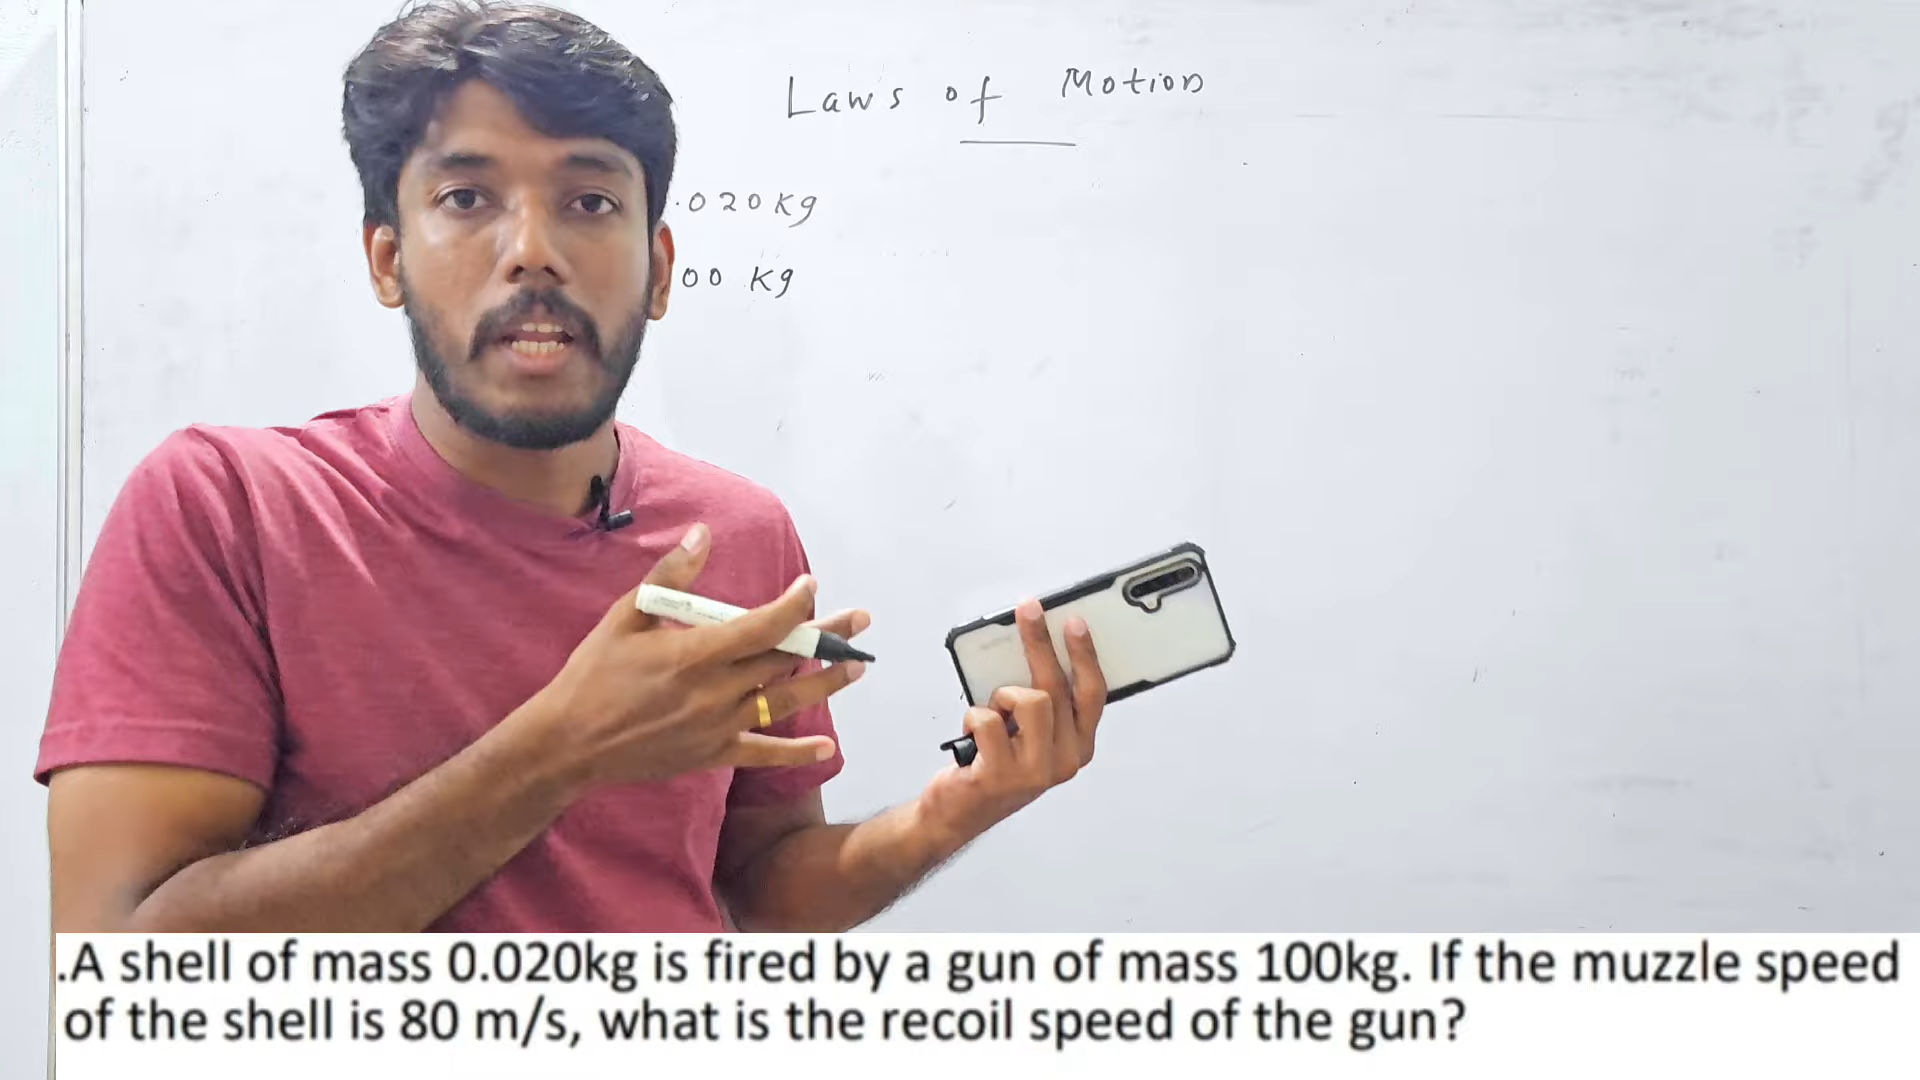 Laws of Motion
.020 kg
00 kg
.A shell of mass 0.020kg is fired by a gun of mass 100kg. If the muzzle speed
of the shell is 80 m/s, what is the recoil speed of the gun?